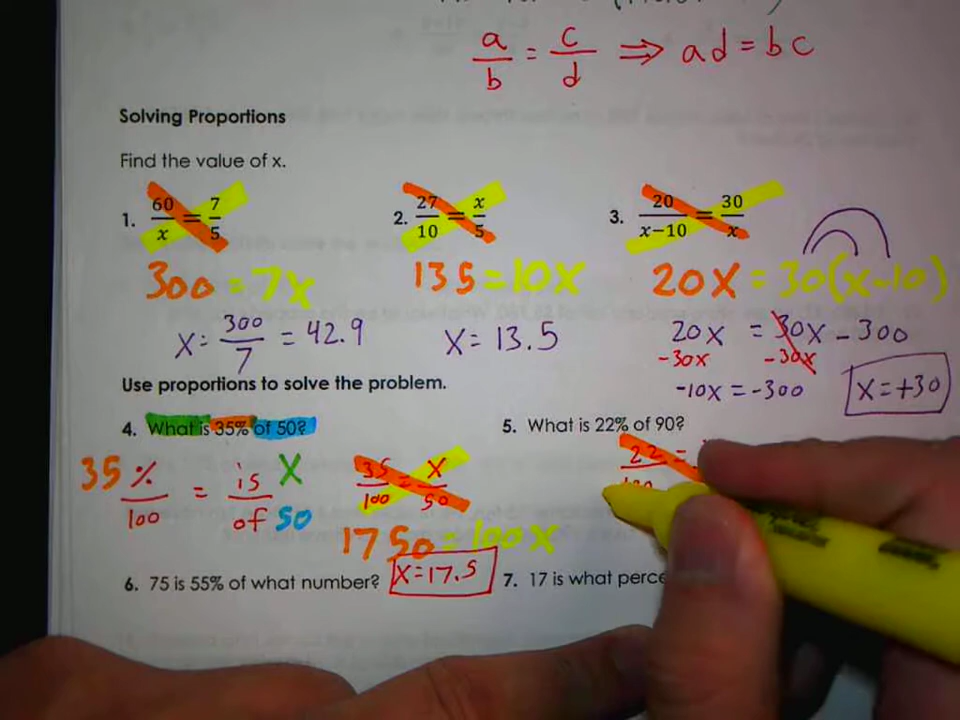 a/b = c/d ⇒ ad = bc
Solving Proportions
Find the value of x.
1. 60/x = 7/5
2. 27/10 = x/5
3. 20/(x−10) = 30/x
300 = 7x
135 = 10x
20x = 30(x-10)
x = 300/7 = 42.9
x = 13.5
20x = 30x - 300
-30x -30x
-10x = -300
x = +30
Use proportions to solve the problem.
4. What is 35% of 50?
5. What is 22% of 90?
35 %/100 = is x/of 50
35/100 = x/50
22
1750 = 100x
x = 17.5
6. 75 is 55% of what number?
7. 17 is what